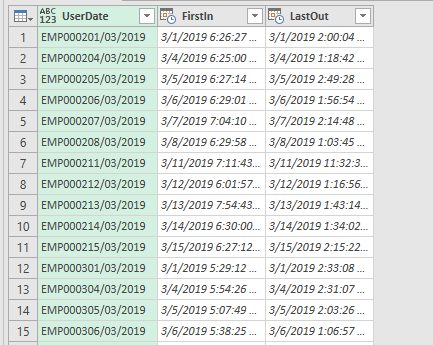 ABC 123 UserDate FirstIn LastOut
1 EMP000201/03/2019 3/1/2019 6:26:27 ... 3/1/2019 2:00:04 ...
2 EMP000204/03/2019 3/4/2019 6:25:00 ... 3/4/2019 1:18:42 ...
3 EMP000205/03/2019 3/5/2019 6:27:14 ... 3/5/2019 2:49:28 ...
4 EMP000206/03/2019 3/6/2019 6:29:01 ... 3/6/2019 1:56:54 ...
5 EMP000207/03/2019 3/7/2019 7:04:10 ... 3/7/2019 2:14:48 ...
6 EMP000208/03/2019 3/8/2019 6:29:58 ... 3/8/2019 1:03:45 ...
7 EMP000211/03/2019 3/11/2019 7:11:43... 3/11/2019 11:32:3...
8 EMP000212/03/2019 3/12/2019 6:01:57... 3/12/2019 1:16:56...
9 EMP000213/03/2019 3/13/2019 7:54:43... 3/13/2019 1:43:14...
10 EMP000214/03/2019 3/14/2019 6:30:00... 3/14/2019 1:34:02...
11 EMP000215/03/2019 3/15/2019 6:27:12... 3/15/2019 2:15:22...
12 EMP000301/03/2019 3/1/2019 5:29:12 ... 3/1/2019 2:33:08 ...
13 EMP000304/03/2019 3/4/2019 5:54:26 ... 3/4/2019 2:31:07 ...
14 EMP000305/03/2019 3/5/2019 5:07:49 ... 3/5/2019 2:03:26 ...
15 EMP000306/03/2019 3/6/2019 5:38:25 ... 3/6/2019 1:06:57 ...